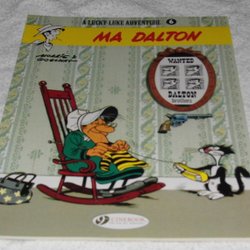 A LUCKY LUKE ADVENTURE 6
MA DALTON
MORRIS &
GOSCINNY
WANTED
DALTON
brothers
CINEBOOK